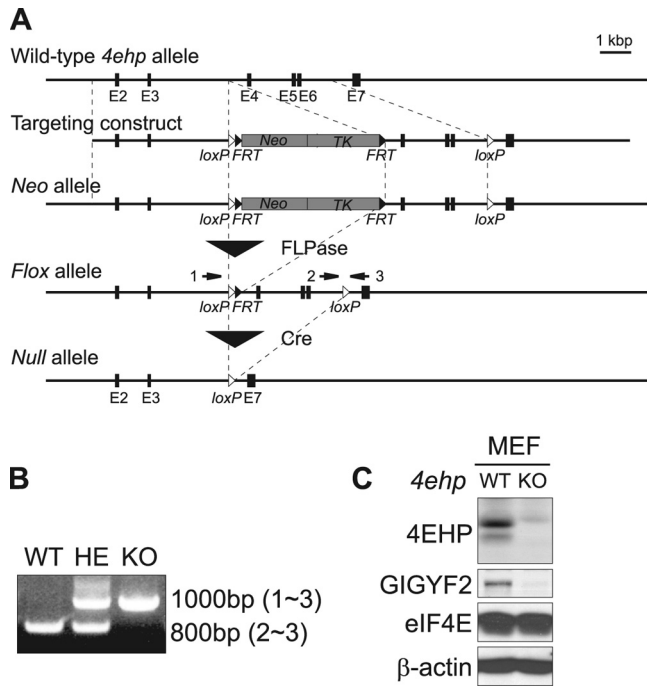 A
Wild-type 4ehp allele
1 kbp
E2 E3 E4 E5 E6 E7
Targeting construct
Neo TK
loxP FRT FRT loxP
Neo allele
Neo TK
loxP FRT FRT loxP
FLPase
Flox allele
1 2 3
loxP FRT loxP
Cre
Null allele
E2 E3 loxP E7
B
WT HE KO
1000bp (1~3)
800bp (2~3)
C
MEF
4ehp WT KO
4EHP
GIGYF2
eIF4E
β-actin